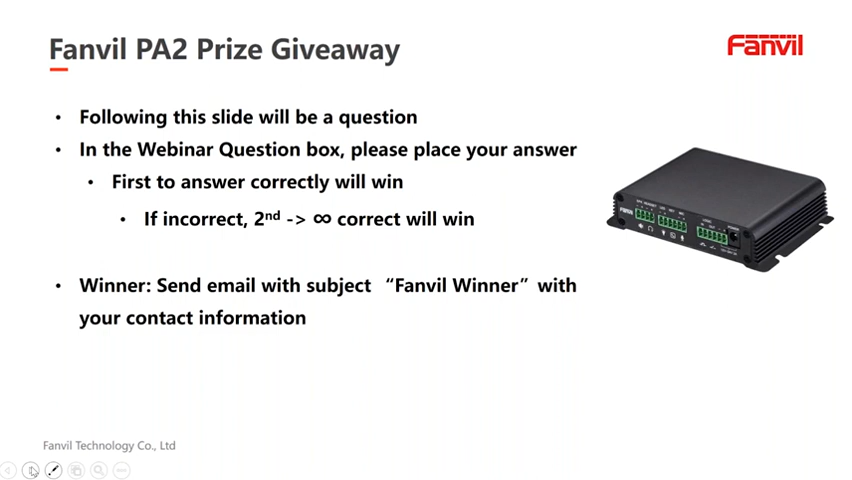 Fanvil PA2 Prize Giveaway
Fanvil
• Following this slide will be a question
• In the Webinar Question box, please place your answer
• First to answer correctly will win
• If incorrect, 2nd -> ∞ correct will win
• Winner: Send email with subject “Fanvil Winner” with
your contact information
Fanvil Technology Co., Ltd